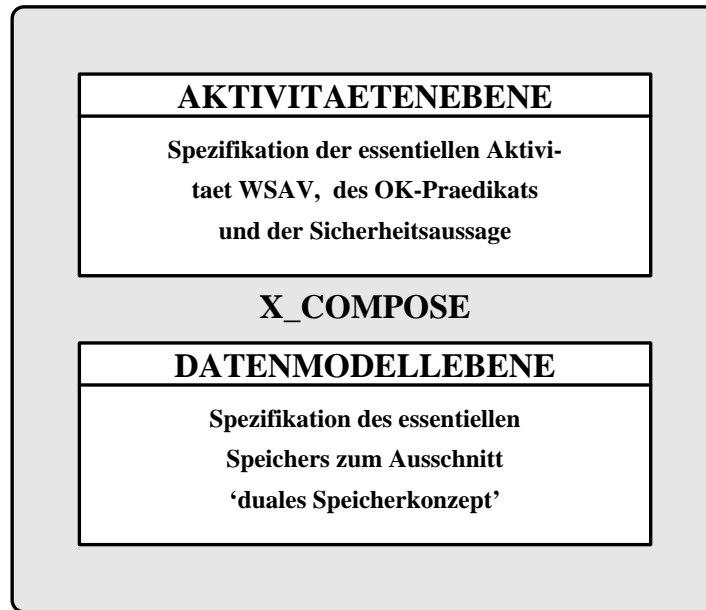 AKTIVITAETENEBENE
Spezifikation der essentiellen Aktivi-
taet WSAV, des OK-Praedikats
und der Sicherheitsaussage
X_COMPOSE
DATENMODELLEBENE
Spezifikation des essentiellen
Speichers zum Ausschnitt
‘duales Speicherkonzept’